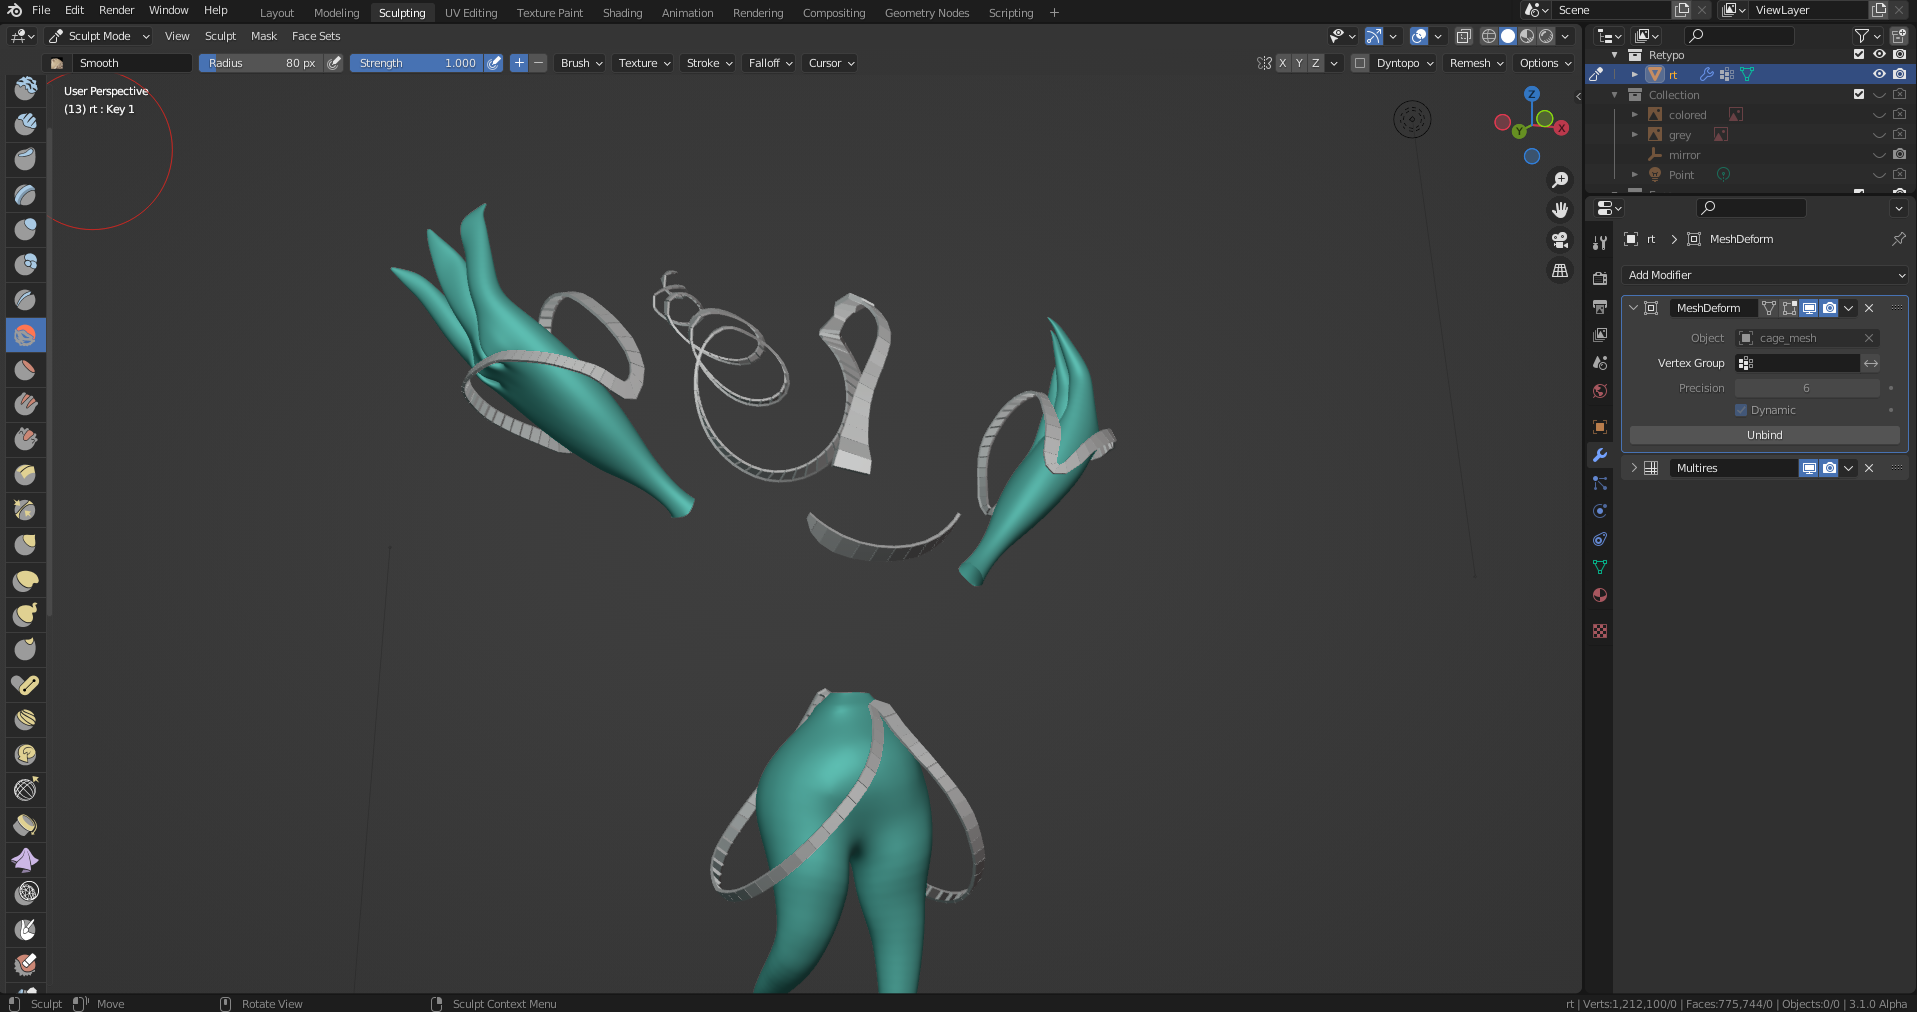 File Edit Render Window Help Layout Modeling Sculpting UV Editing Texture Paint Shading Animation Rendering Compositing Geometry Nodes Scripting + Scene ViewLayer
Sculpt Mode View Sculpt Mask Face Sets
Smooth Radius 80 px Strength 1.000 + − Brush Texture Stroke Falloff Cursor X Y Z Dyntopo Remesh Options
User Perspective
(13) rt : Key 1
Z
Y X
Retypo
rt
Collection
colored
grey
mirror
Point
rt > MeshDeform
Add Modifier
MeshDeform
Object cage_mesh
Vertex Group
Precision 6
Dynamic
Unbind
Multires
Sculpt Move Rotate View Sculpt Context Menu rt | Verts:1,212,100/0 | Faces:775,744/0 | Objects:0/0 | 3.1.0 Alpha